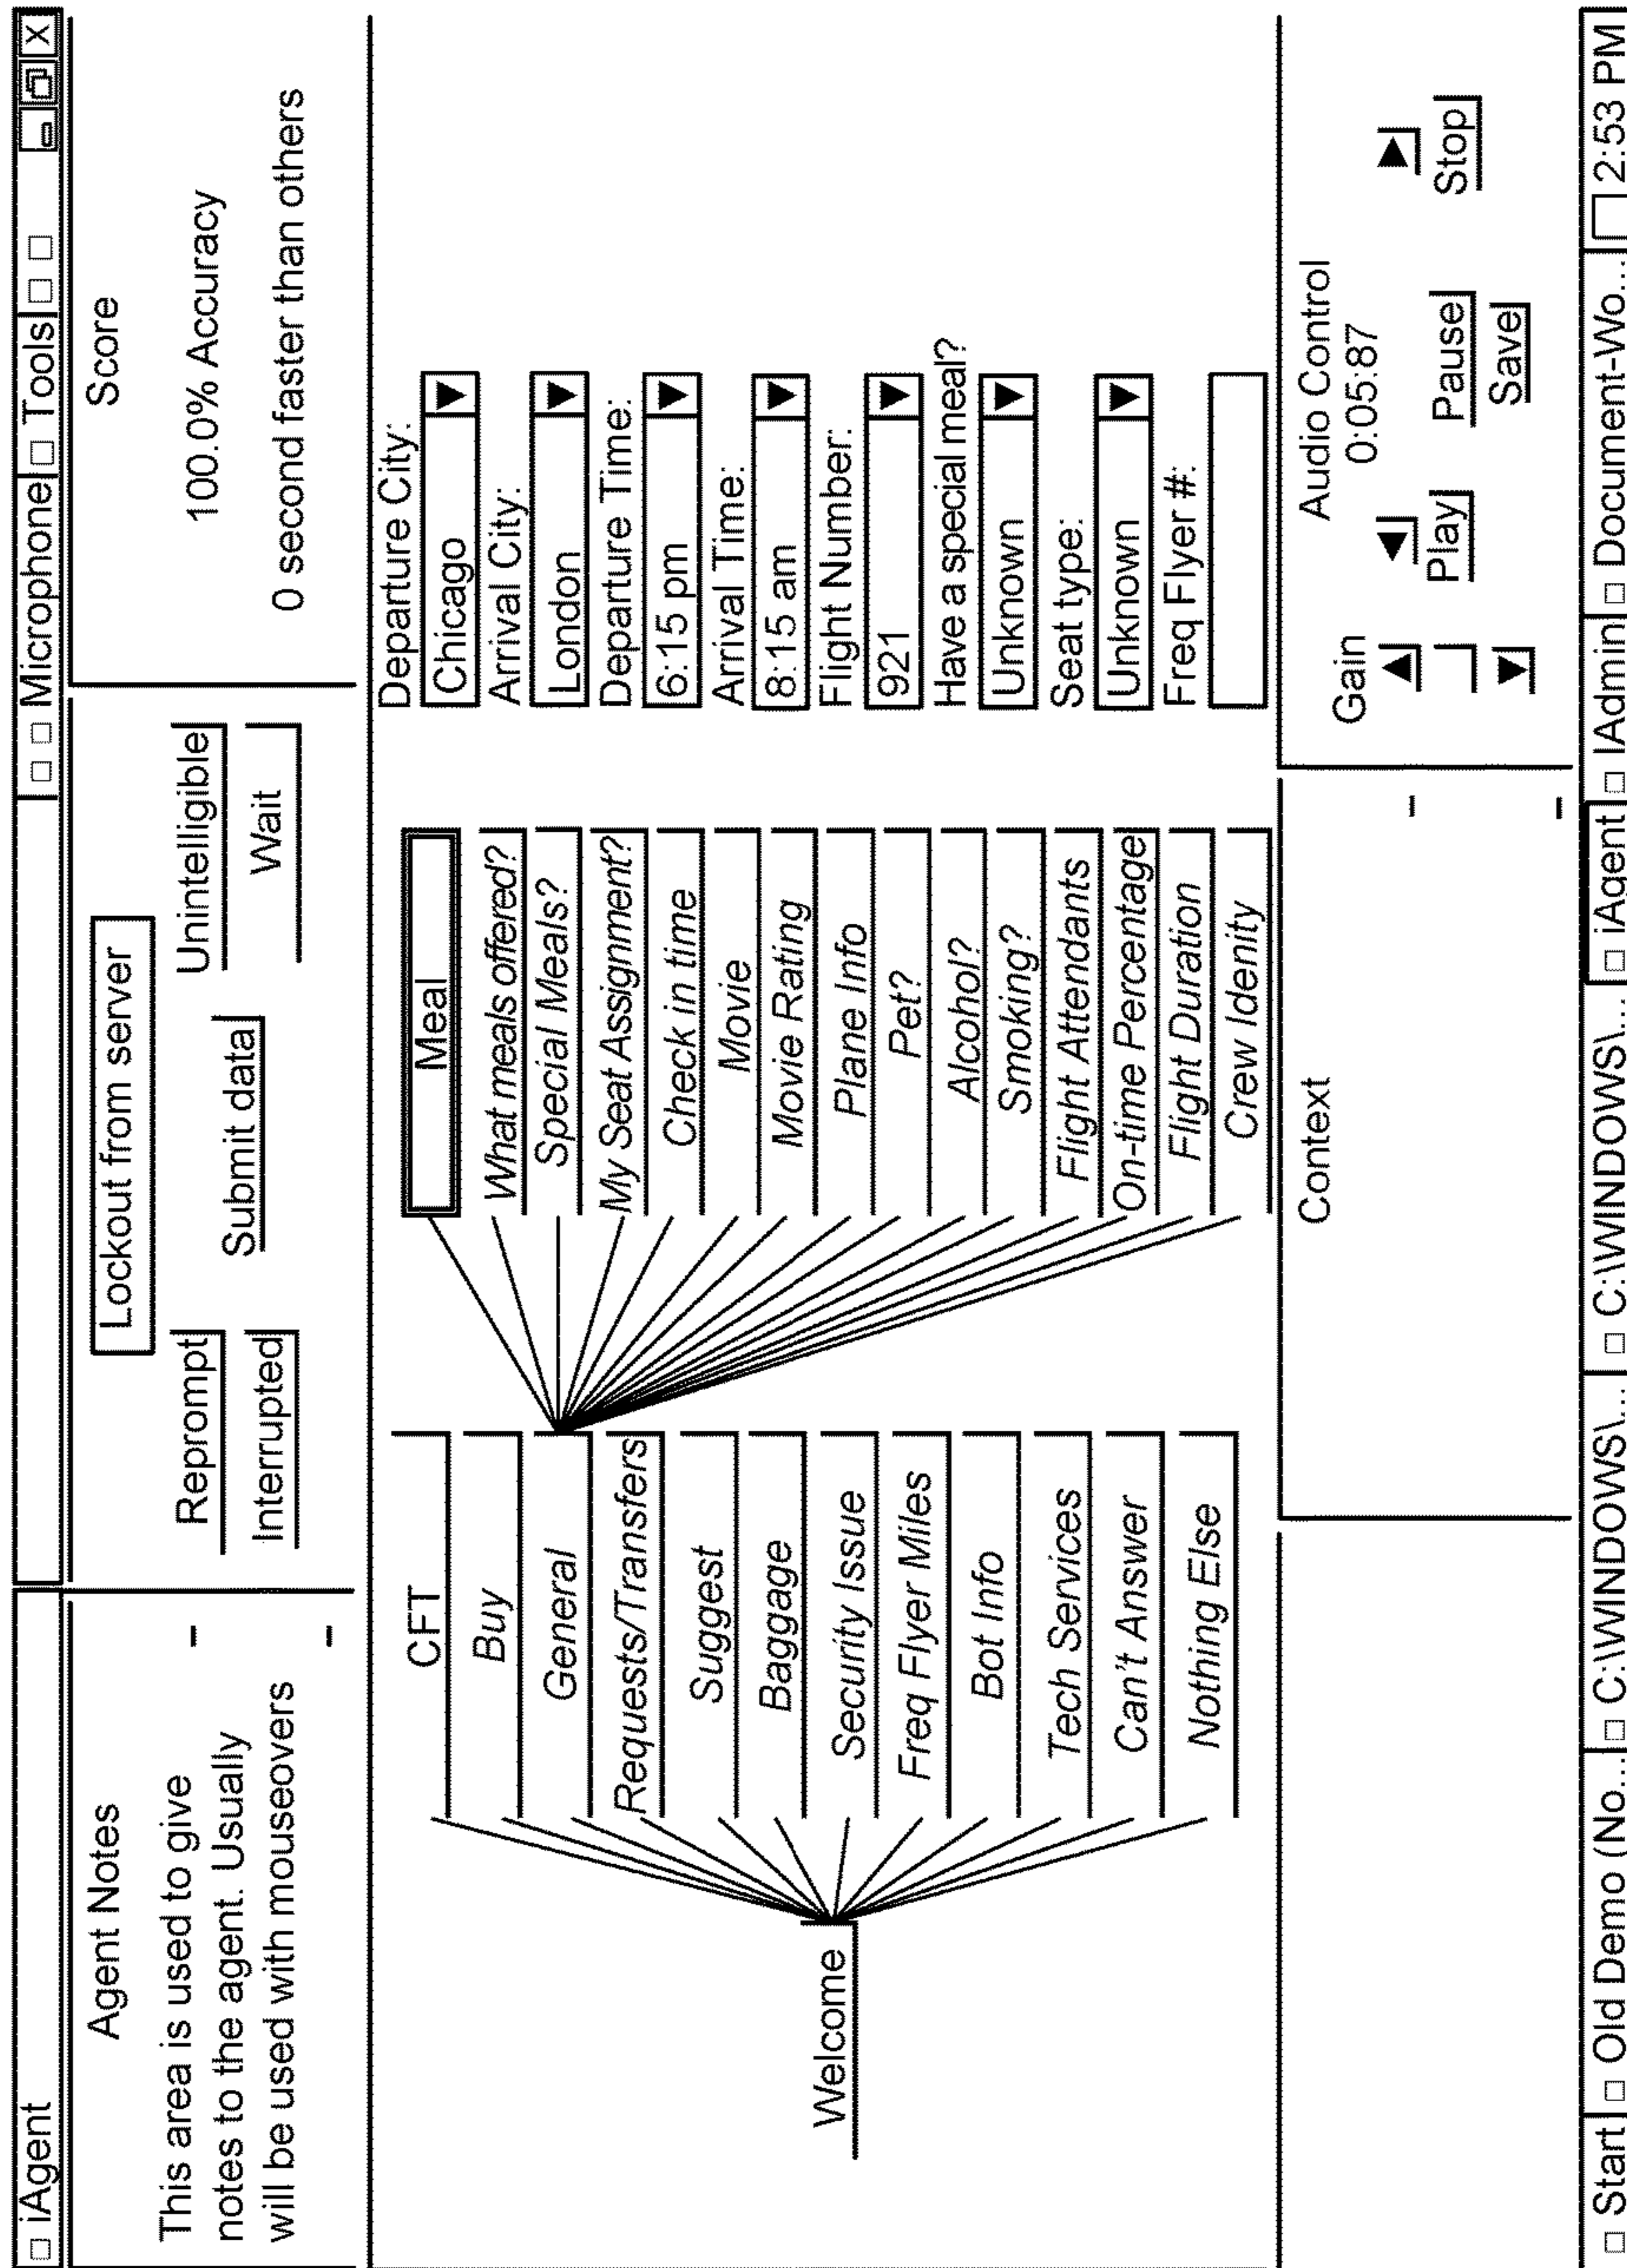 iAgent
Microphone
Tools
X
Agent Notes
This area is used to give
notes to the agent. Usually
will be used with mouseovers
Lockout from server
Reprompt
Unintelligible
Submit data
Interrupted
Wait
Score
100.0% Accuracy
0 second faster than others
Welcome
CFT
Buy
General
Requests/Transfers
Suggest
Baggage
Security Issue
Freq Flyer Miles
Bot Info
Tech Services
Can't Answer
Nothing Else
Meal
What meals offered?
Special Meals?
My Seat Assignment?
Check in time
Movie
Movie Rating
Plane Info
Pet?
Alcohol?
Smoking?
Flight Attendants
On-time Percentage
Flight Duration
Crew Idenity
Departure City:
Chicago
Arrival City:
London
Departure Time:
6:15 pm
Arrival Time:
8:15 am
Flight Number:
921
Have a special meal?
Unknown
Seat type:
Unknown
Freq Flyer #:
Context
Audio Control
Gain
0:05.87
Play
Pause
Stop
Save
Start
Old Demo (No...
C:\WINDOWS\...
C:\WINDOWS\...
iAgent
IAdmin
Document-Wo...
2:53 PM